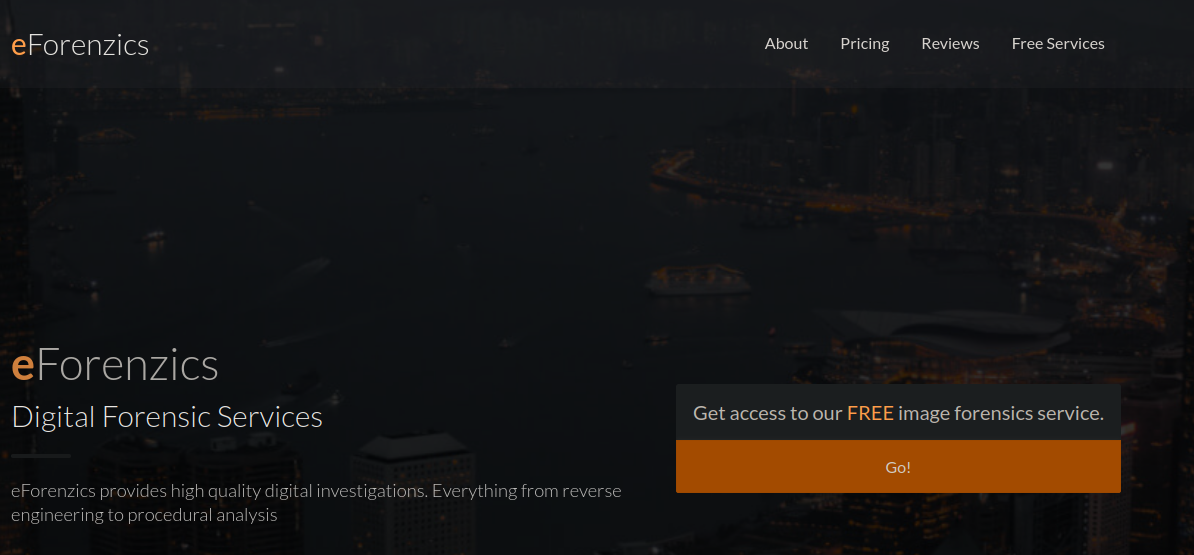 eForenzics
About Pricing Reviews Free Services
eForenzics
Digital Forensic Services
eForenzics provides high quality digital investigations. Everything from reverse
engineering to procedural analysis
Get access to our FREE image forensics service.
Go!